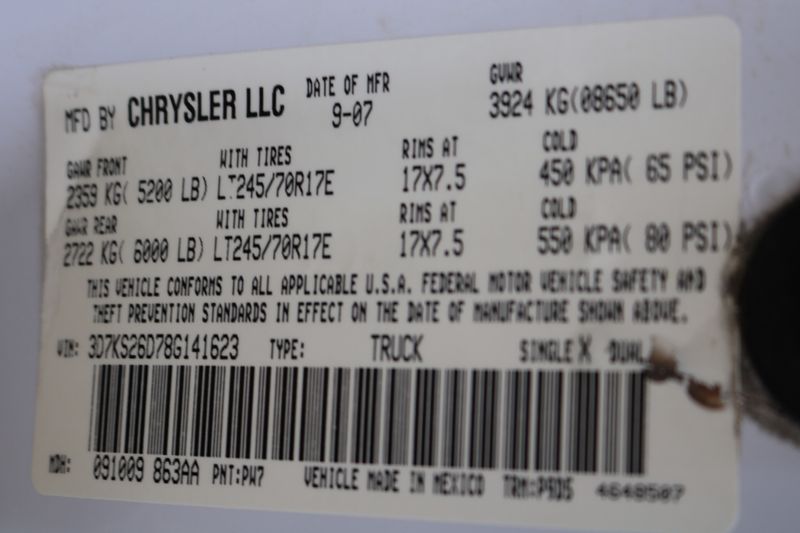 MFD BY CHRYSLER LLC DATE OF MFR GVWR
9-07 3924 KG(08650 LB)
GAWR FRONT WITH TIRES RIMS AT COLD
2359 KG( 5200 LB) LT245/70R17E 17X7.5 450 KPA( 65 PSI)
GAWR REAR WITH TIRES RIMS AT COLD
2722 KG( 6000 LB) LT245/70R17E 17X7.5 550 KPA( 80 PSI)
THIS VEHICLE CONFORMS TO ALL APPLICABLE U.S.A. FEDERAL MOTOR VEHICLE SAFETY AND
THEFT PREVENTION STANDARDS IN EFFECT ON THE DATE OF MANUFACTURE SHOWN ABOVE.
VIN: 3D7KS26D78G141623 TYPE: TRUCK SINGLE X DUAL
MDH: 091009 863AA PNT:PW7 VEHICLE MADE IN MEXICO TRM:P9D5 4648507